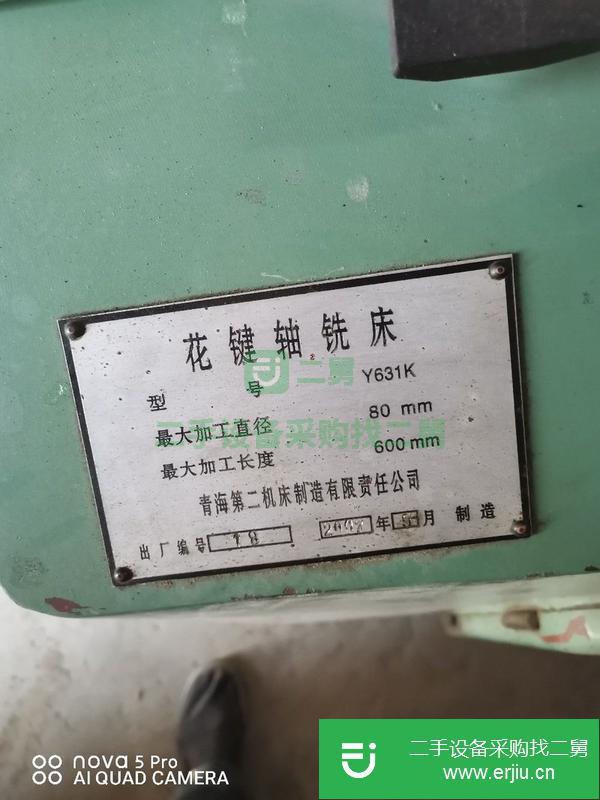 花键轴铣床
型号 Y631K
最大加工直径 80 mm
最大加工长度 600mm
青海第二机床制造有限责任公司
出厂编号 年 月 制造
二舅
二手设备采购找二舅
nova 5 Pro
AI QUAD CAMERA
二手设备采购找二舅
www.erjiu.cn